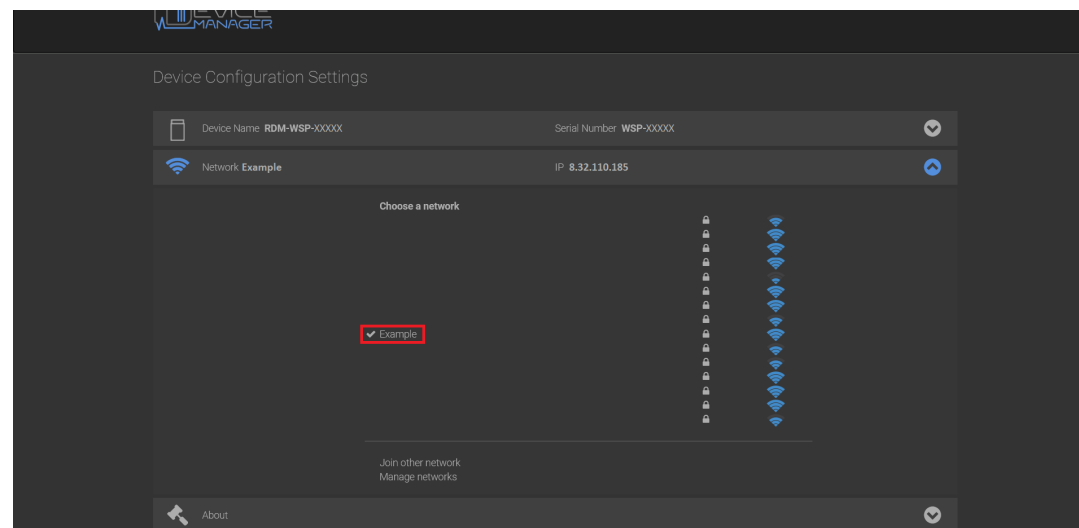 DEVICE
MANAGER
Device Configuration Settings
Device Name RDM-WSP-XXXXX Serial Number WSP-XXXXX
Network Example IP 8.32.110.185
Choose a network
Example
Join other network
Manage networks
About